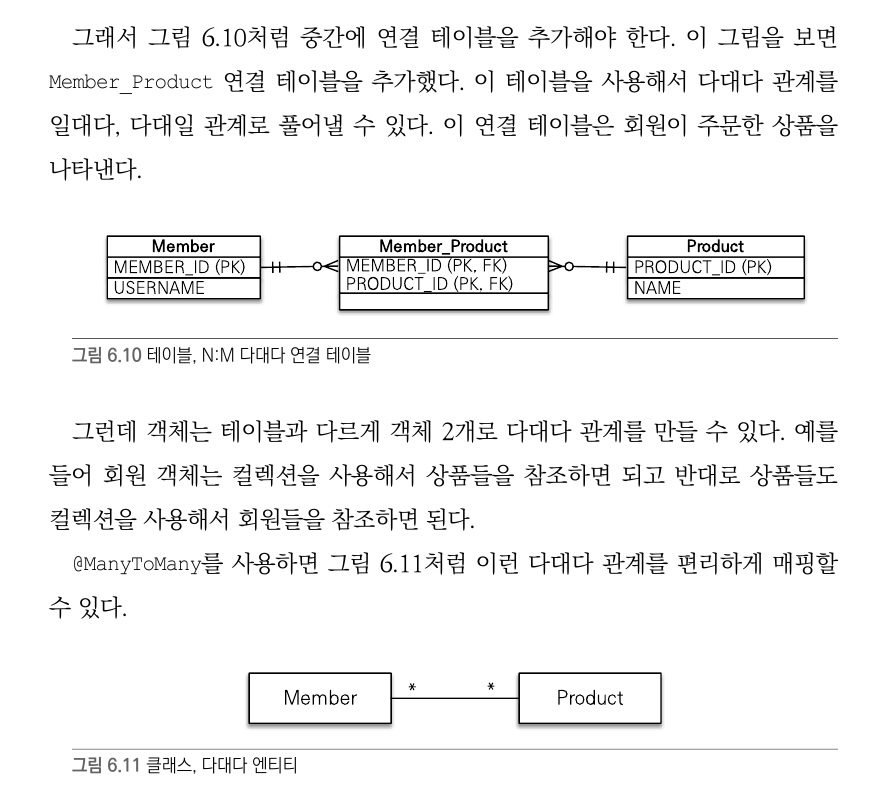 그래서 그림 6.10처럼 중간에 연결 테이블을 추가해야 한다. 이 그림을 보면
Member_Product 연결 테이블을 추가했다. 이 테이블을 사용해서 다대다 관계를
일대다, 다대일 관계로 풀어낼 수 있다. 이 연결 테이블은 회원이 주문한 상품을
나타낸다.
Member
MEMBER_ID (PK)
USERNAME
Member_Product
MEMBER_ID (PK, FK)
PRODUCT_ID (PK, FK)
Product
PRODUCT_ID (PK)
NAME
그림 6.10 테이블, N:M 다대다 연결 테이블
그런데 객체는 테이블과 다르게 객체 2개로 다대다 관계를 만들 수 있다. 예를
들어 회원 객체는 컬렉션을 사용해서 상품들을 참조하면 되고 반대로 상품들도
컬렉션을 사용해서 회원들을 참조하면 된다.
@ManyToMany를 사용하면 그림 6.11처럼 이런 다대다 관계를 편리하게 매핑할
수 있다.
Member * * Product
그림 6.11 클래스, 다대다 엔티티